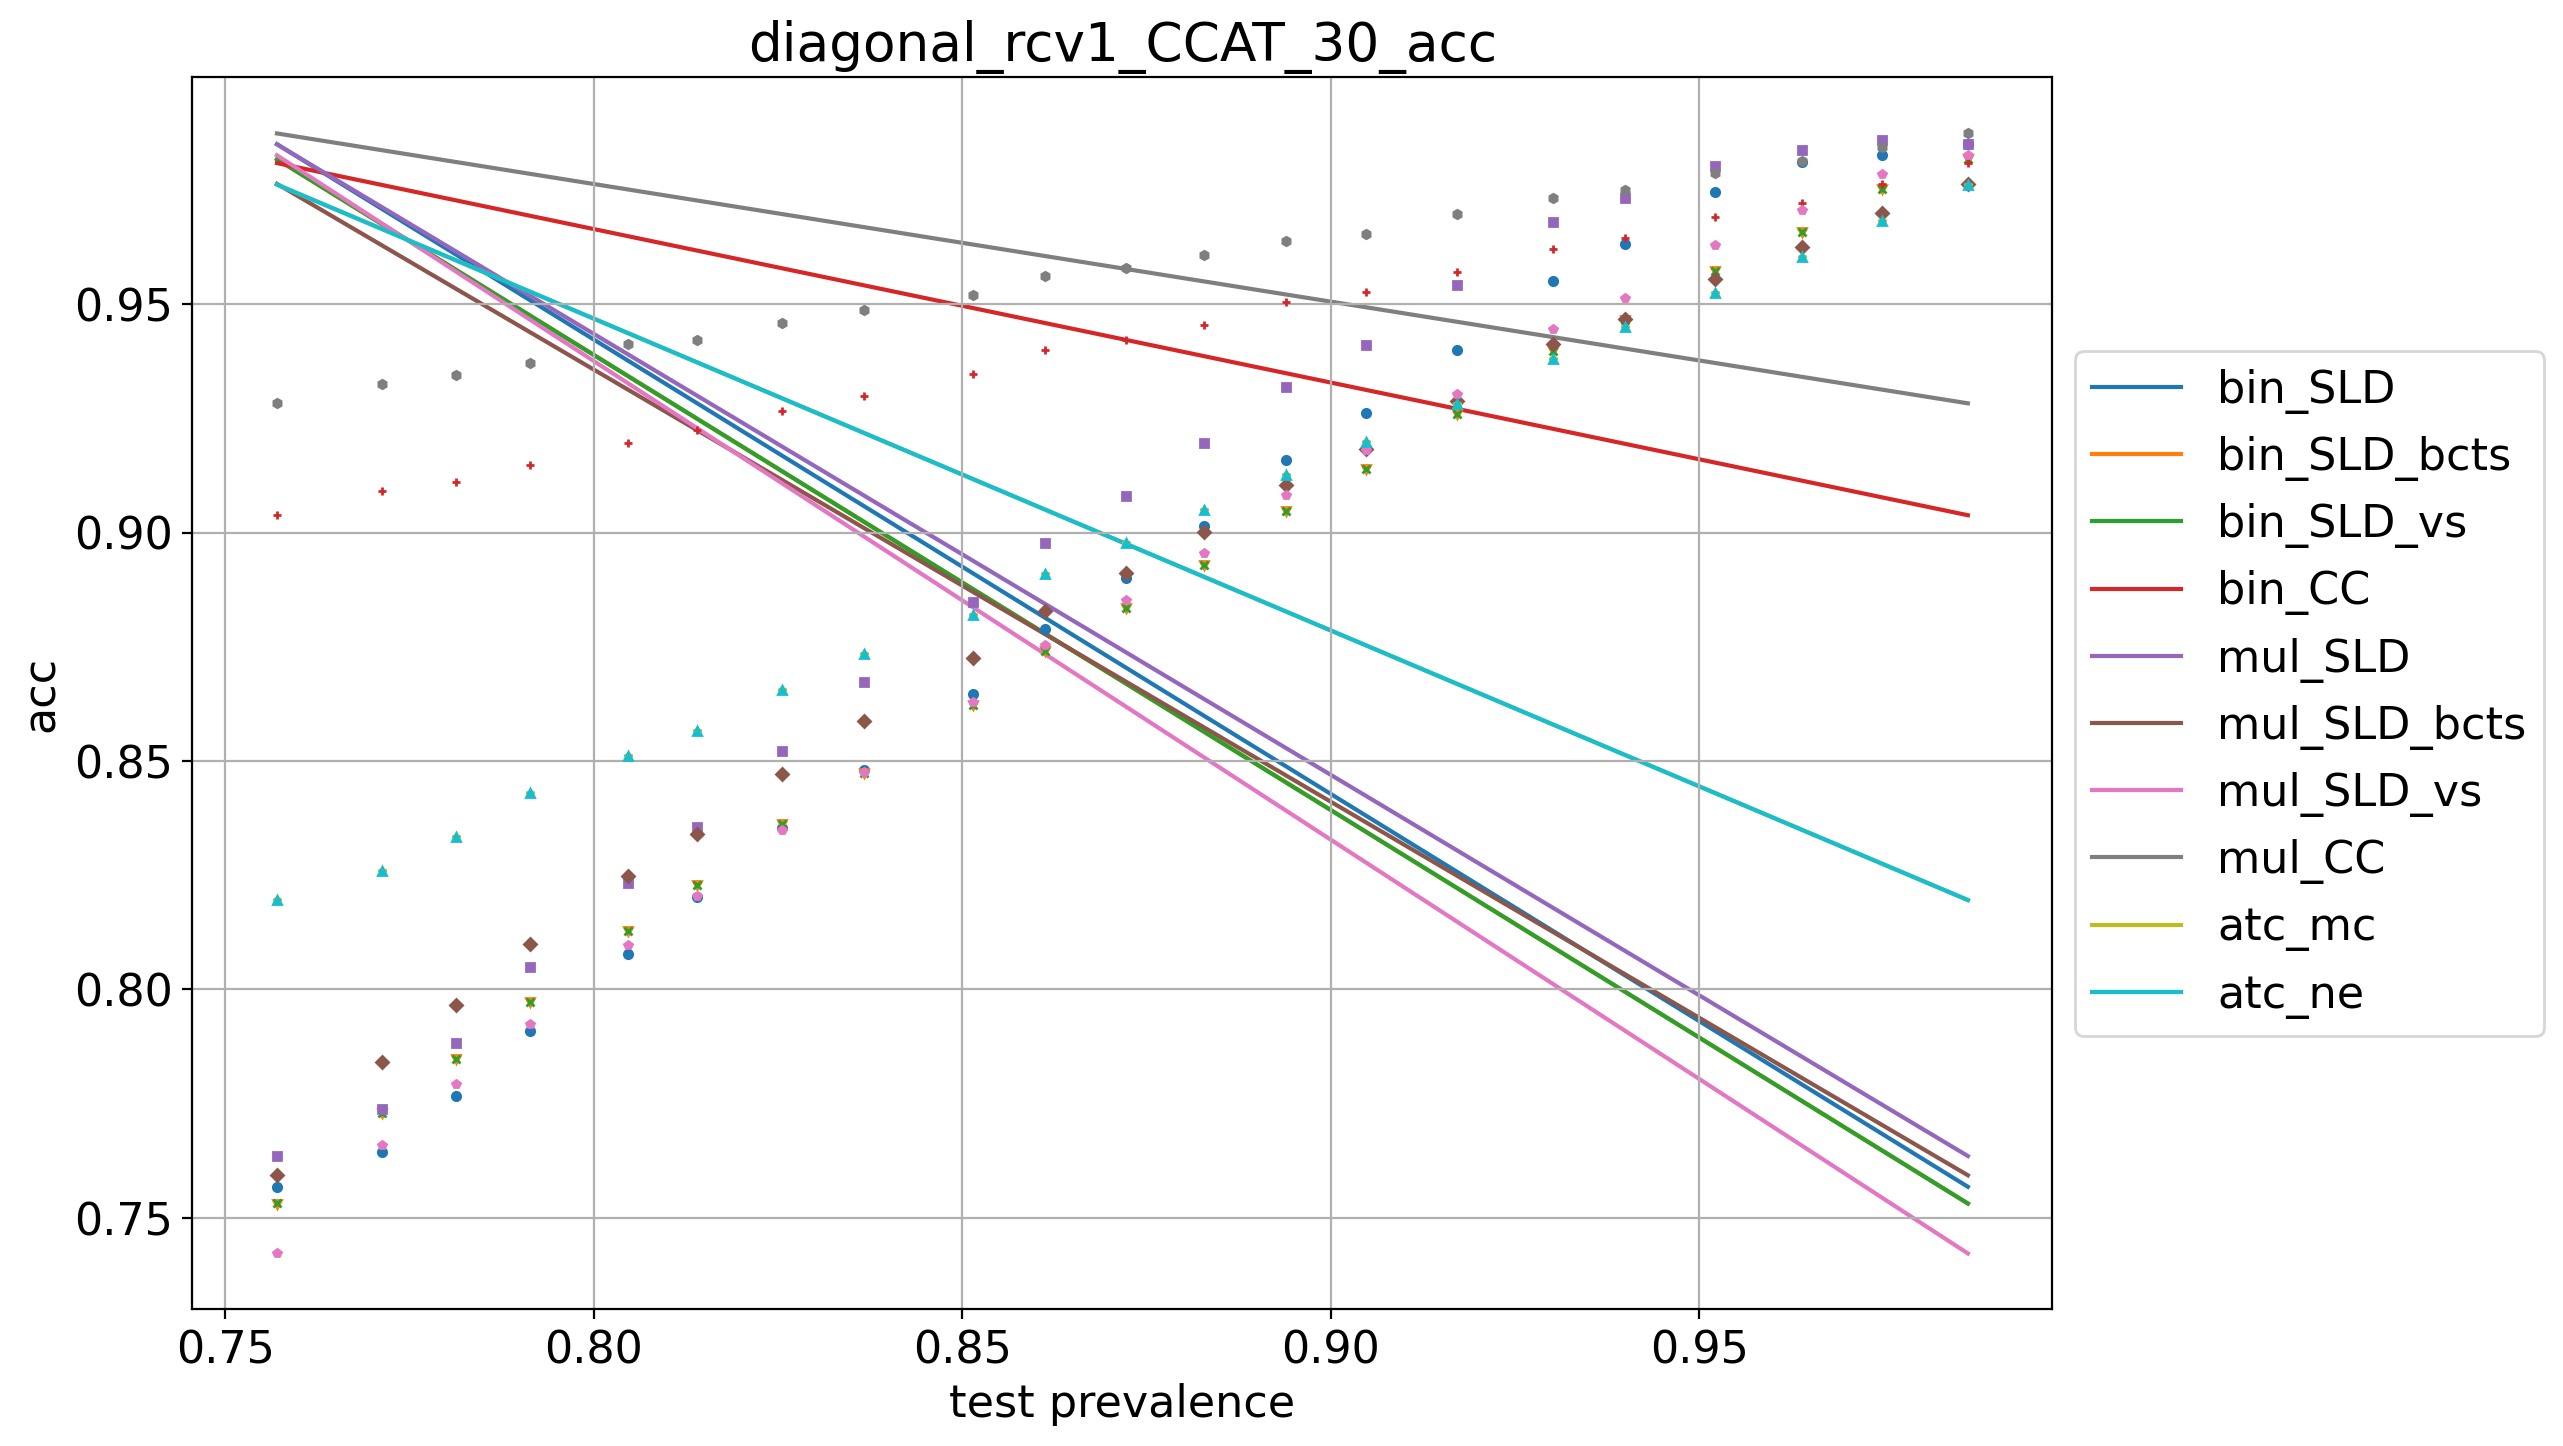 diagonal_rcv1_CCAT_30_acc
acc
0.95
0.90
0.85
0.80
0.75
0.75 0.80 0.85 0.90 0.95
test prevalence
bin_SLD
bin_SLD_bcts
bin_SLD_vs
bin_CC
mul_SLD
mul_SLD_bcts
mul_SLD_vs
mul_CC
atc_mc
atc_ne